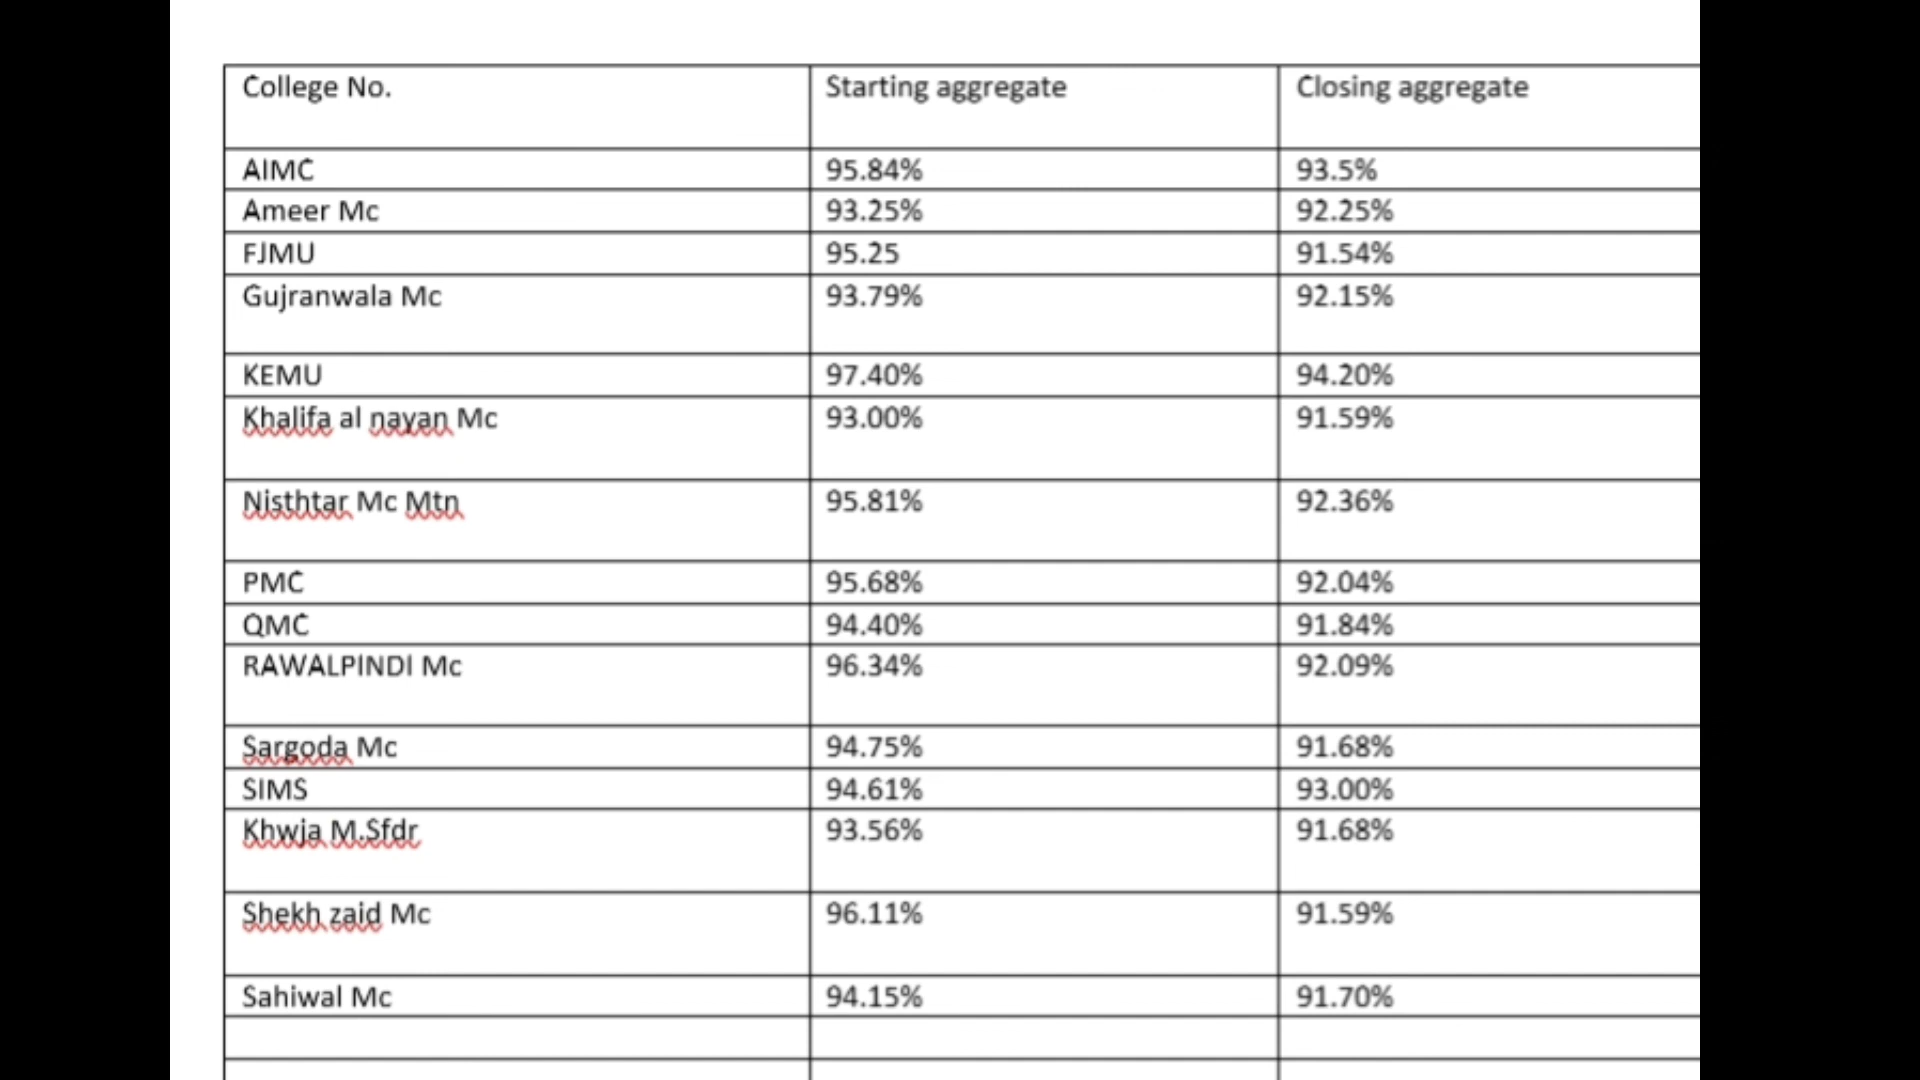 College No. Starting aggregate Closing aggregate
AIMC 95.84% 93.5%
Ameer Mc 93.25% 92.25%
FJMU 95.25 91.54%
Gujranwala Mc 93.79% 92.15%
KEMU 97.40% 94.20%
Khalifa al nayan Mc 93.00% 91.59%
Nisthtar Mc Mtn 95.81% 92.36%
PMC 95.68% 92.04%
QMC 94.40% 91.84%
RAWALPINDI Mc 96.34% 92.09%
Sargoda Mc 94.75% 91.68%
SIMS 94.61% 93.00%
Khwja M.Sfdr 93.56% 91.68%
Shekh zaid Mc 96.11% 91.59%
Sahiwal Mc 94.15% 91.70%